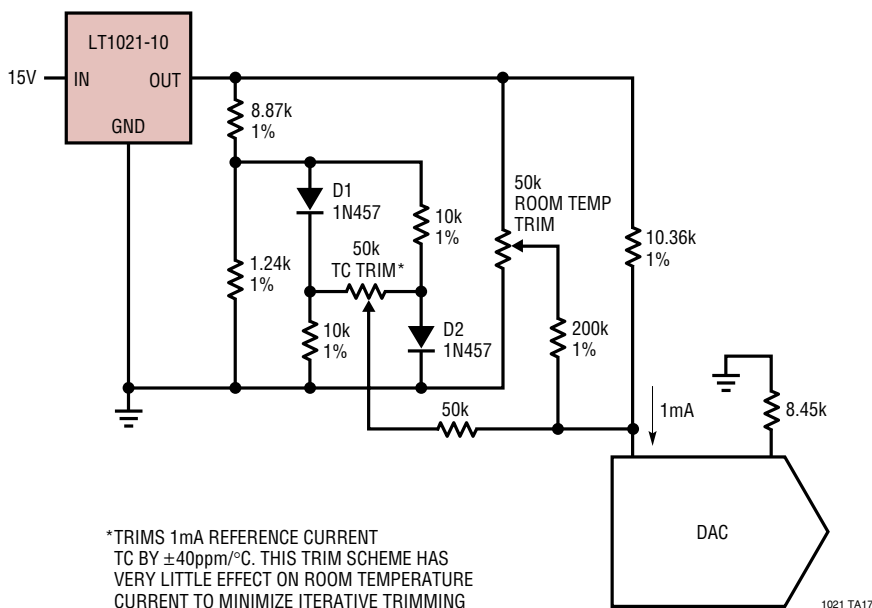 LT1021-10
15V
IN
OUT
GND
8.87k
1%
D1
1N457
50k
TC TRIM*
10k
1%
50k
ROOM TEMP
TRIM
10.36k
1%
1.24k
1%
10k
1%
D2
1N457
200k
1%
50k
1mA
8.45k
DAC
*TRIMS 1mA REFERENCE CURRENT
TC BY ±40ppm/°C. THIS TRIM SCHEME HAS
VERY LITTLE EFFECT ON ROOM TEMPERATURE
CURRENT TO MINIMIZE ITERATIVE TRIMMING
1021 TA17